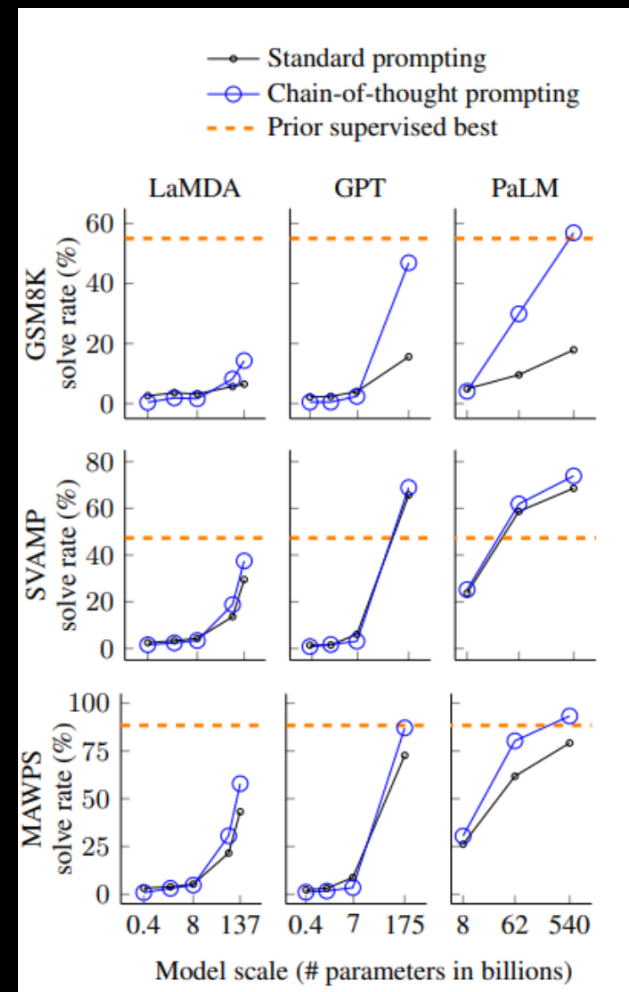 Standard prompting
Chain-of-thought prompting
Prior supervised best
LaMDA GPT PaLM
GSM8K
solve rate (%)
60
40
20
0
SVAMP
solve rate (%)
80
60
40
20
0
MAWPS
solve rate (%)
100
75
50
25
0
0.4 8 137 0.4 7 175 8 62 540
Model scale (# parameters in billions)